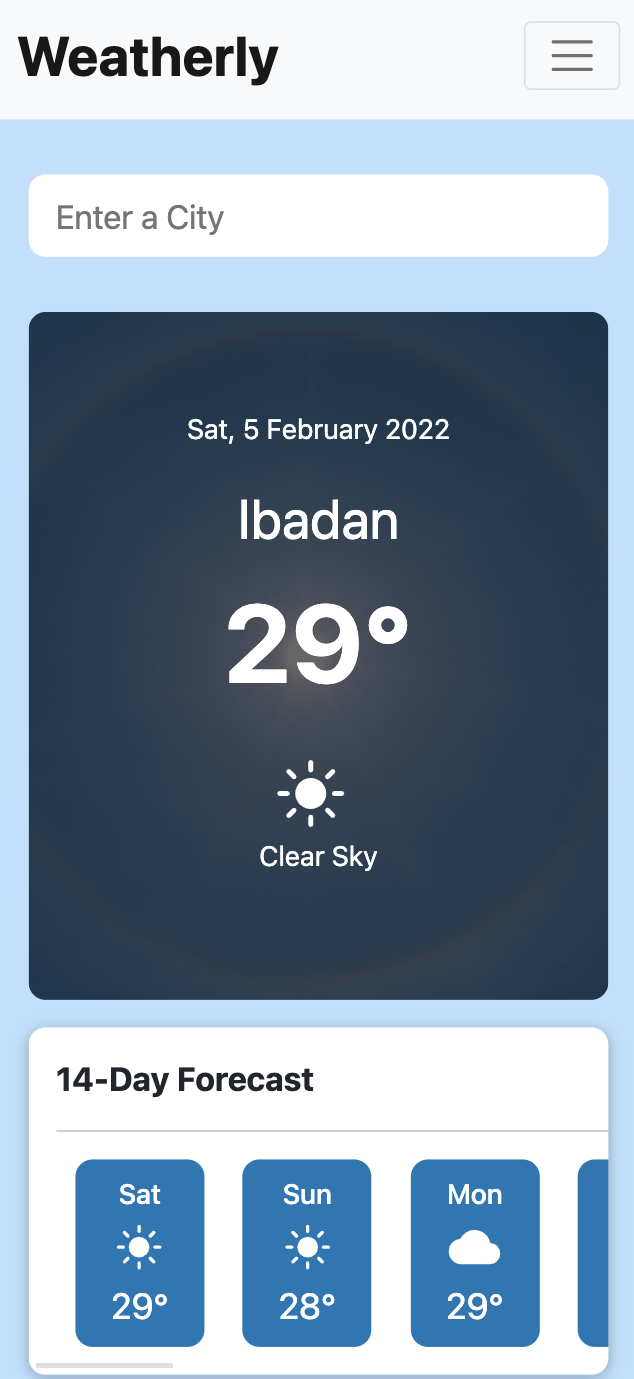 Weatherly
Enter a City
Sat, 5 February 2022
Ibadan
29°
Clear Sky
14-Day Forecast
Sat Sun Mon
29° 28° 29°